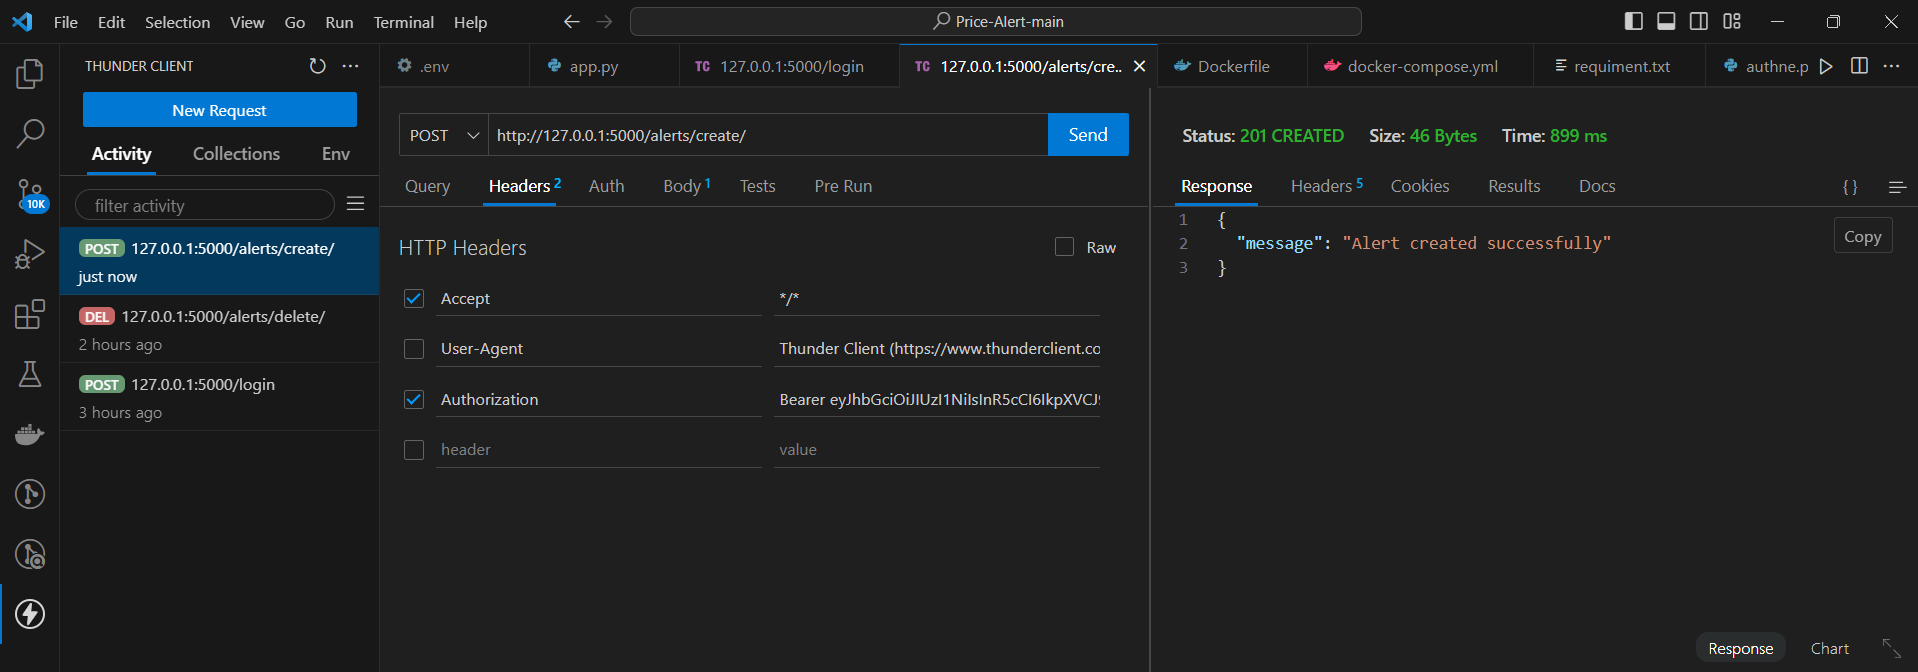 File Edit Selection View Go Run Terminal Help
Price-Alert-main
THUNDER CLIENT
New Request
Activity Collections Env
filter activity
POST 127.0.0.1:5000/alerts/create/
just now
DEL 127.0.0.1:5000/alerts/delete/
2 hours ago
POST 127.0.0.1:5000/login
3 hours ago
10K
.env
app.py
TC 127.0.0.1:5000/login
TC 127.0.0.1:5000/alerts/cre..
Dockerfile
docker-compose.yml
requiment.txt
authne.p
POST http://127.0.0.1:5000/alerts/create/ Send
Query Headers 2 Auth Body 1 Tests Pre Run
HTTP Headers Raw
Accept */*
User-Agent Thunder Client (https://www.thunderclient.co
Authorization Bearer eyJhbGciOiJIUzI1NiIsInR5cCI6IkpXVCJ9
header value
Status: 201 CREATED Size: 46 Bytes Time: 899 ms
Response Headers 5 Cookies Results Docs {}
1 {
2 "message": "Alert created successfully"
3 }
Copy
Response Chart